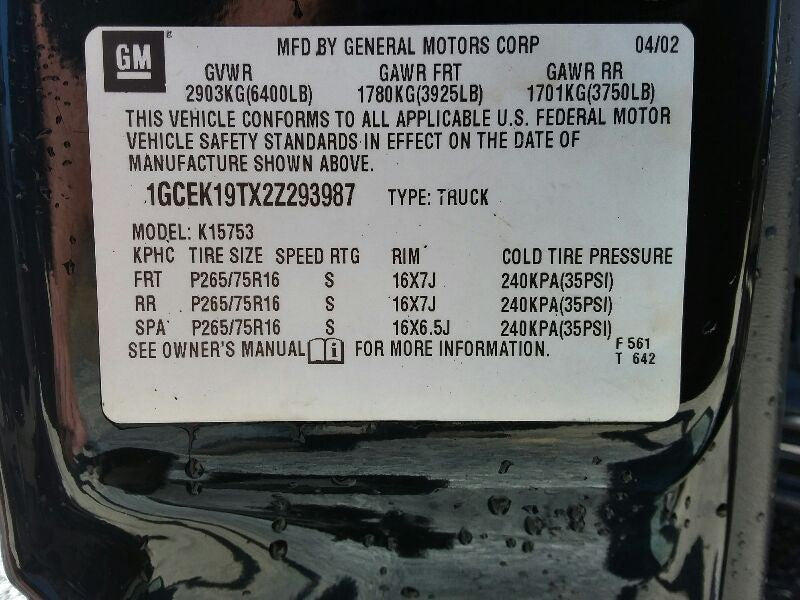 GM MFD BY GENERAL MOTORS CORP 04/02
GVWR GAWR FRT GAWR RR
2903KG(6400LB) 1780KG(3925LB) 1701KG(3750LB)
THIS VEHICLE CONFORMS TO ALL APPLICABLE U.S. FEDERAL MOTOR
VEHICLE SAFETY STANDARDS IN EFFECT ON THE DATE OF
MANUFACTURE SHOWN ABOVE.
1GCEK19TX2Z293987 TYPE: TRUCK
MODEL: K15753
KPHC TIRE SIZE SPEED RTG RIM COLD TIRE PRESSURE
FRT P265/75R16 S 16X7J 240KPA(35PSI)
RR P265/75R16 S 16X7J 240KPA(35PSI)
SPA P265/75R16 S 16X6.5J 240KPA(35PSI)
SEE OWNER'S MANUAL i FOR MORE INFORMATION. F 561
T 642